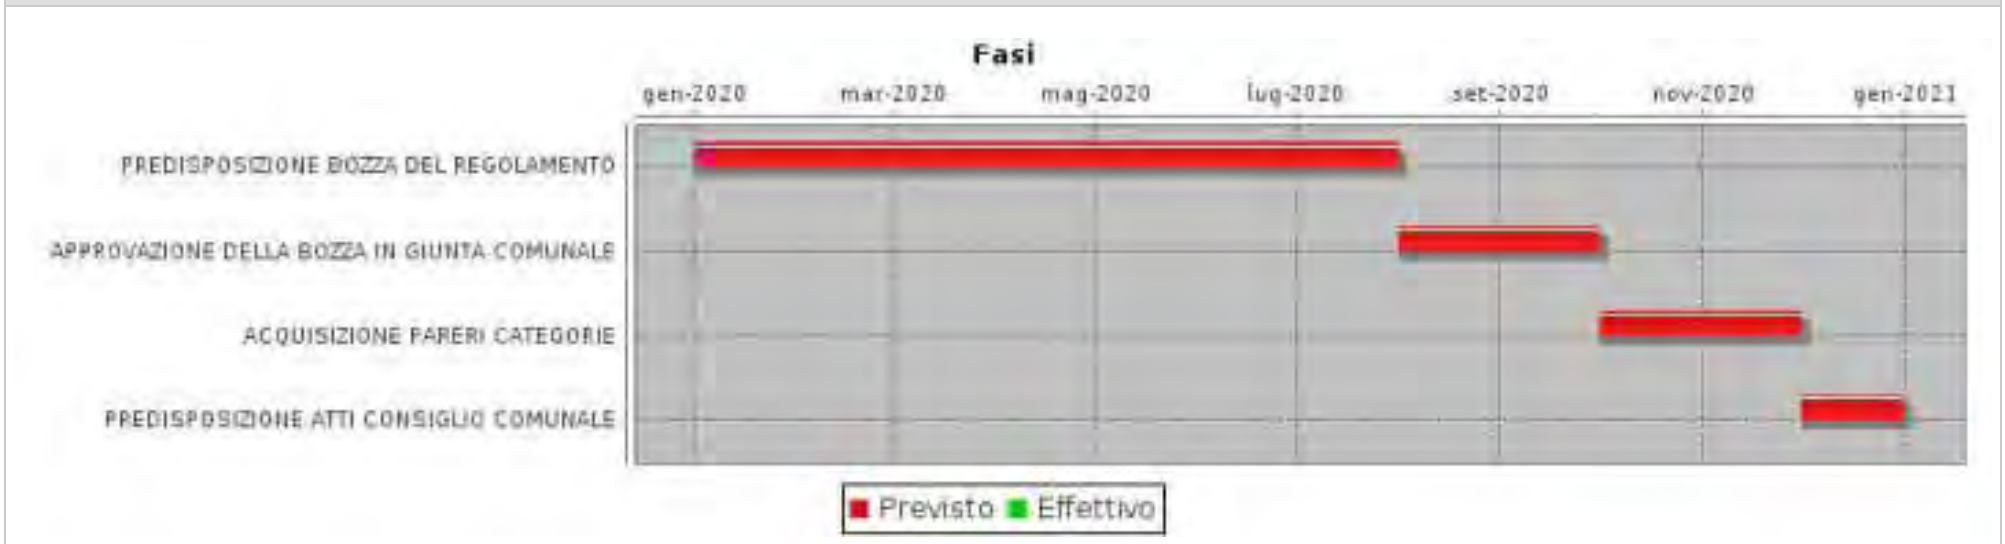 Fasi
gen-2020 mar-2020 mag-2020 lug-2020 set-2020 nov-2020 gen-2021
PREDISPOSIZIONE BOZZA DEL REGOLAMENTO
APPROVAZIONE DELLA BOZZA IN GIUNTA COMUNALE
ACQUISIZIONE PARERI CATEGORIE
PREDISPOSIZIONE ATTI CONSIGLIO COMUNALE
Previsto Effettivo